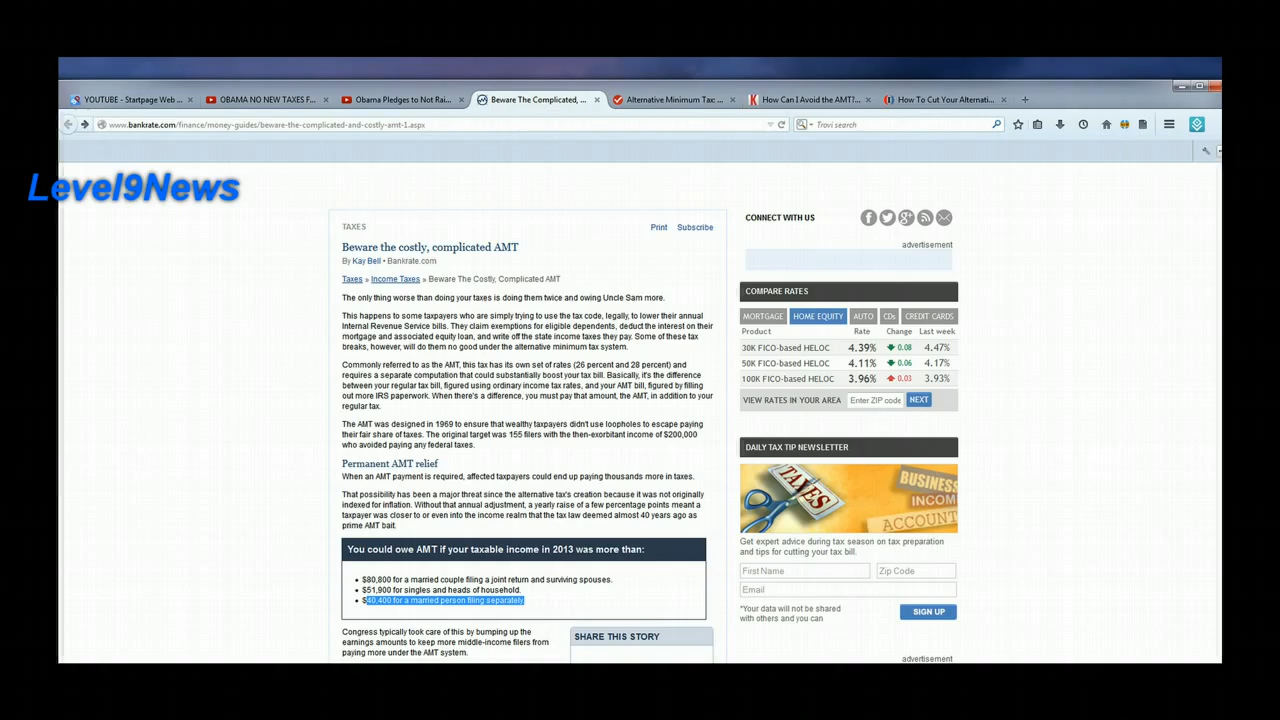 YOUTUBE - Startpage Web ...
OBAMA NO NEW TAXES F...
Obama Pledges to Not Rai...
Beware The Complicated, ...
Alternative Minimum Tax: ...
How Can I Avoid the AMT?...
How To Cut Your Alternati...
www.bankrate.com/finance/money-guides/beware-the-complicated-and-costly-amt-1.aspx
Trovi search
Level9News
TAXES
Print Subscribe
Beware the costly, complicated AMT
By Kay Bell • Bankrate.com
Taxes » Income Taxes » Beware The Costly, Complicated AMT
The only thing worse than doing your taxes is doing them twice and owing Uncle Sam more.
This happens to some taxpayers who are simply trying to use the tax code, legally, to lower their annual
Internal Revenue Service bills. They claim exemptions for eligible dependents, deduct the interest on their
mortgage and associated equity loan, and write off the state income taxes they pay. Some of these tax
breaks, however, will do them no good under the alternative minimum tax system.
Commonly referred to as the AMT, this tax has its own set of rates (26 percent and 28 percent) and
requires a separate computation that could substantially boost your tax bill. Basically, it's the difference
between your regular tax bill, figured using ordinary income tax rates, and your AMT bill, figured by filling
out more IRS paperwork. When there's a difference, you must pay that amount, the AMT, in addition to your
regular tax.
The AMT was designed in 1969 to ensure that wealthy taxpayers didn't use loopholes to escape paying
their fair share of taxes. The original target was 155 filers with the then-exorbitant income of $200,000
who avoided paying any federal taxes.
Permanent AMT relief
When an AMT payment is required, affected taxpayers could end up paying thousands more in taxes.
That possibility has been a major threat since the alternative tax's creation because it was not originally
indexed for inflation. Without that annual adjustment, a yearly raise of a few percentage points meant a
taxpayer was closer to or even into the income realm that the tax law deemed almost 40 years ago as
prime AMT bait.
You could owe AMT if your taxable income in 2013 was more than:
• $80,800 for a married couple filing a joint return and surviving spouses.
• $51,900 for singles and heads of household.
• $40,400 for a married person filing separately.
Congress typically took care of this by bumping up the
earnings amounts to keep more middle-income filers from
paying more under the AMT system.
SHARE THIS STORY
CONNECT WITH US
advertisement
COMPARE RATES
MORTGAGE HOME EQUITY AUTO CDs CREDIT CARDS
Product Rate Change Last week
30K FICO-based HELOC 4.39% 0.08 4.47%
50K FICO-based HELOC 4.11% 0.06 4.17%
100K FICO-based HELOC 3.96% 0.03 3.93%
VIEW RATES IN YOUR AREA Enter ZIP code NEXT
DAILY TAX TIP NEWSLETTER
TAXES
BUSINESS
INCOM
ACCOUNT
Get expert advice during tax season on tax preparation
and tips for cutting your tax bill.
First Name Zip Code
Email
*Your data will not be shared
with others and you can
SIGN UP
advertisement